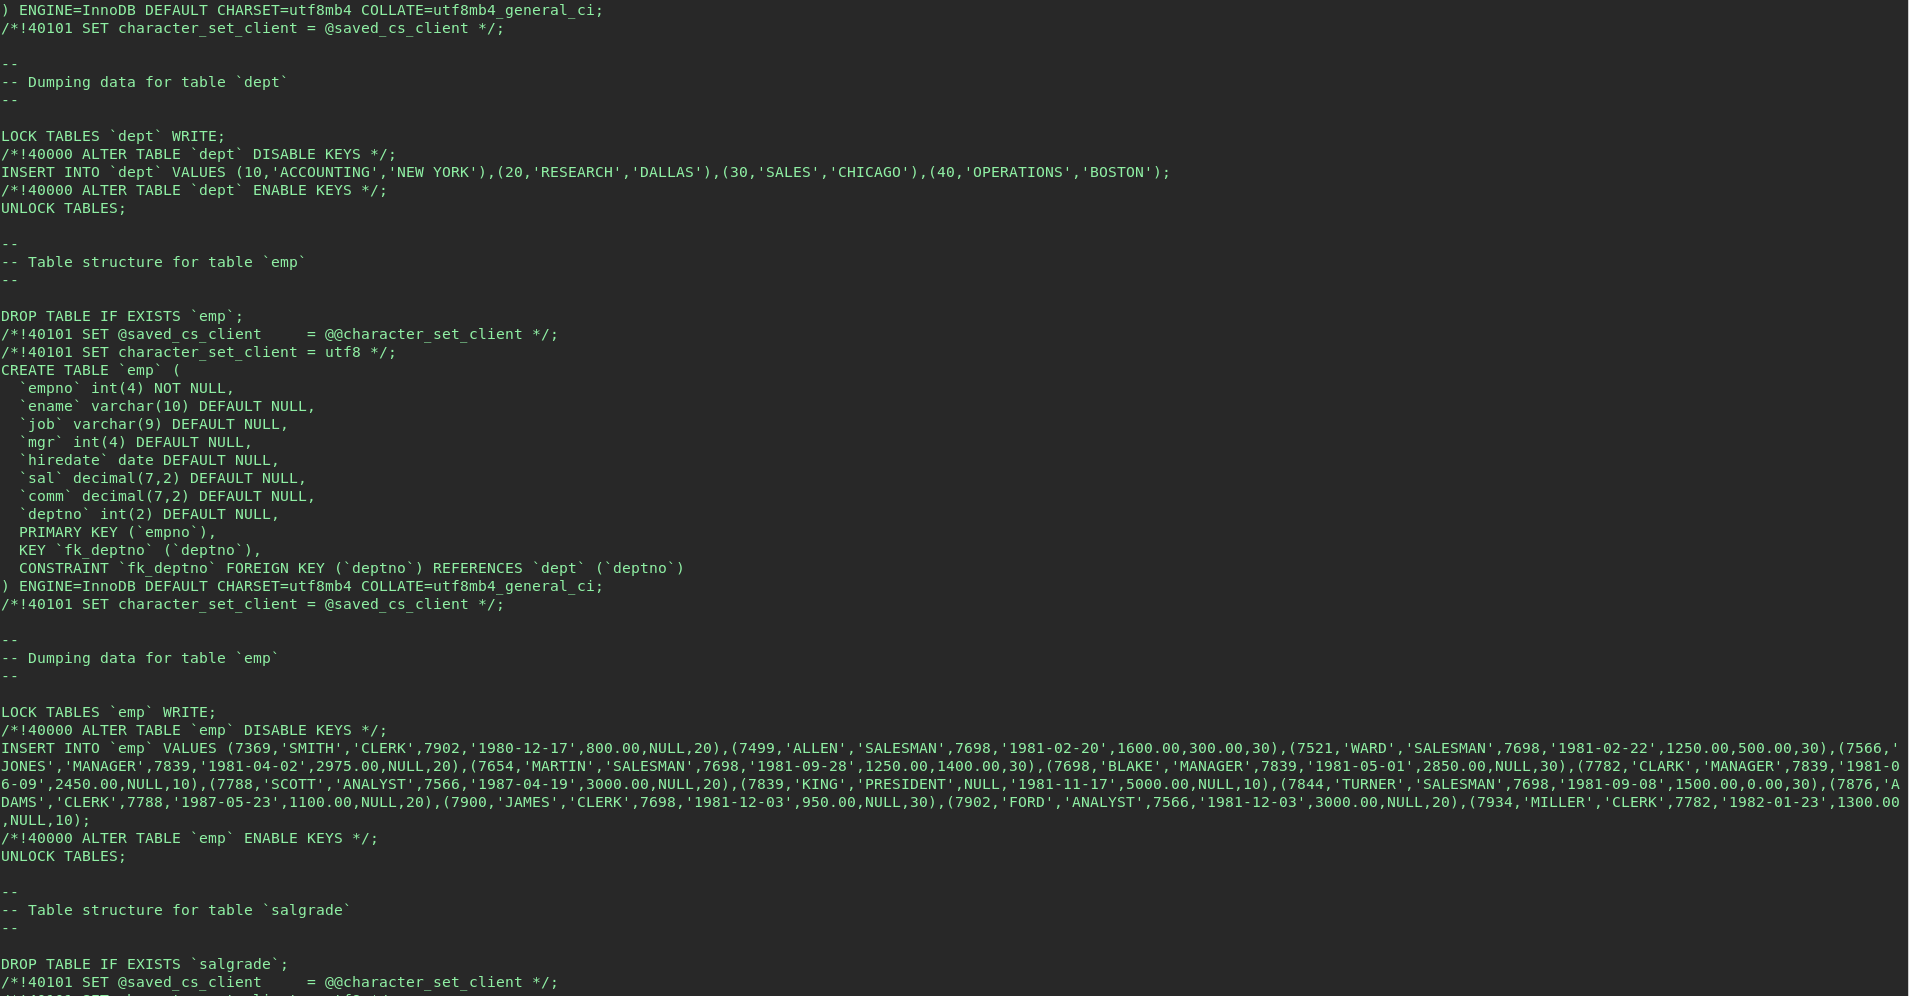 ) ENGINE=InnoDB DEFAULT CHARSET=utf8mb4 COLLATE=utf8mb4_general_ci;
/*!40101 SET character_set_client = @saved_cs_client */;

--
-- Dumping data for table `dept`
--

LOCK TABLES `dept` WRITE;
/*!40000 ALTER TABLE `dept` DISABLE KEYS */;
INSERT INTO `dept` VALUES (10,'ACCOUNTING','NEW YORK'),(20,'RESEARCH','DALLAS'),(30,'SALES','CHICAGO'),(40,'OPERATIONS','BOSTON');
/*!40000 ALTER TABLE `dept` ENABLE KEYS */;
UNLOCK TABLES;

--
-- Table structure for table `emp`
--

DROP TABLE IF EXISTS `emp`;
/*!40101 SET @saved_cs_client     = @@character_set_client */;
/*!40101 SET character_set_client = utf8 */;
CREATE TABLE `emp` (
  `empno` int(4) NOT NULL,
  `ename` varchar(10) DEFAULT NULL,
  `job` varchar(9) DEFAULT NULL,
  `mgr` int(4) DEFAULT NULL,
  `hiredate` date DEFAULT NULL,
  `sal` decimal(7,2) DEFAULT NULL,
  `comm` decimal(7,2) DEFAULT NULL,
  `deptno` int(2) DEFAULT NULL,
  PRIMARY KEY (`empno`),
  KEY `fk_deptno` (`deptno`),
  CONSTRAINT `fk_deptno` FOREIGN KEY (`deptno`) REFERENCES `dept` (`deptno`)
) ENGINE=InnoDB DEFAULT CHARSET=utf8mb4 COLLATE=utf8mb4_general_ci;
/*!40101 SET character_set_client = @saved_cs_client */;

--
-- Dumping data for table `emp`
--

LOCK TABLES `emp` WRITE;
/*!40000 ALTER TABLE `emp` DISABLE KEYS */;
INSERT INTO `emp` VALUES (7369,'SMITH','CLERK',7902,'1980-12-17',800.00,NULL,20),(7499,'ALLEN','SALESMAN',7698,'1981-02-20',1600.00,300.00,30),(7521,'WARD','SALESMAN',7698,'1981-02-22',1250.00,500.00,30),(7566,'
JONES','MANAGER',7839,'1981-04-02',2975.00,NULL,20),(7654,'MARTIN','SALESMAN',7698,'1981-09-28',1250.00,1400.00,30),(7698,'BLAKE','MANAGER',7839,'1981-05-01',2850.00,NULL,30),(7782,'CLARK','MANAGER',7839,'1981-0
6-09',2450.00,NULL,10),(7788,'SCOTT','ANALYST',7566,'1987-04-19',3000.00,NULL,20),(7839,'KING','PRESIDENT',NULL,'1981-11-17',5000.00,NULL,10),(7844,'TURNER','SALESMAN',7698,'1981-09-08',1500.00,0.00,30),(7876,'A
DAMS','CLERK',7788,'1987-05-23',1100.00,NULL,20),(7900,'JAMES','CLERK',7698,'1981-12-03',950.00,NULL,30),(7902,'FORD','ANALYST',7566,'1981-12-03',3000.00,NULL,20),(7934,'MILLER','CLERK',7782,'1982-01-23',1300.00
,NULL,10);
/*!40000 ALTER TABLE `emp` ENABLE KEYS */;
UNLOCK TABLES;

--
-- Table structure for table `salgrade`
--

DROP TABLE IF EXISTS `salgrade`;
/*!40101 SET @saved_cs_client     = @@character_set_client */;